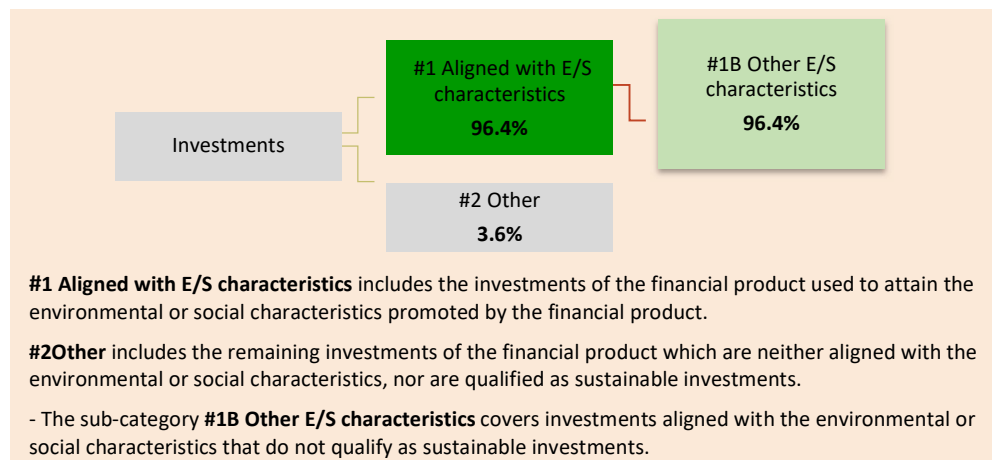 #1 Aligned with E/S
characteristics
96.4%
#1B Other E/S
characteristics
96.4%
Investments
#2 Other
3.6%
#1 Aligned with E/S characteristics includes the investments of the financial product used to attain the
environmental or social characteristics promoted by the financial product.
#2Other includes the remaining investments of the financial product which are neither aligned with the
environmental or social characteristics, nor are qualified as sustainable investments.
- The sub-category #1B Other E/S characteristics covers investments aligned with the environmental or
social characteristics that do not qualify as sustainable investments.